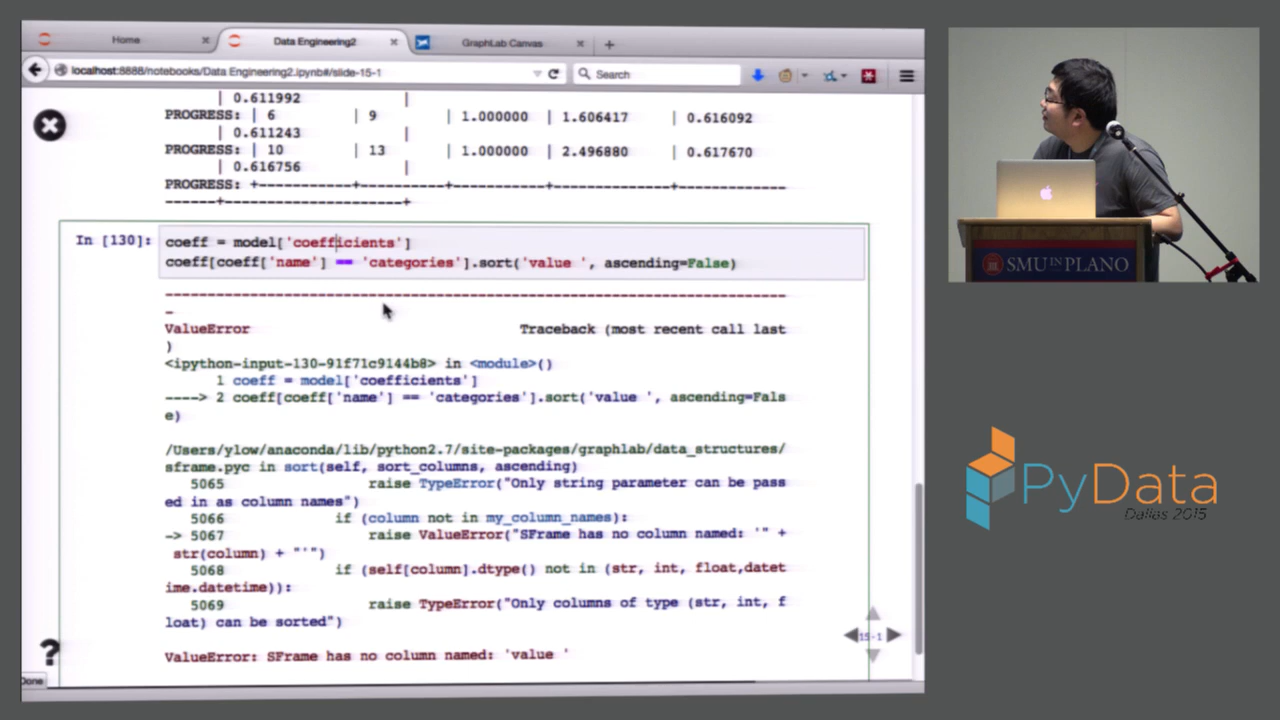 Home
Data Engineering2
GraphLab Canvas
localhost:8888/notebooks/Data Engineering2.ipynb#/slide-15-1
Search
| 0.611992 |
PROGRESS: | 6 | 9 | 1.000000 | 1.606417 | 0.616092
| 0.611243 |
PROGRESS: | 10 | 13 | 1.000000 | 2.496880 | 0.617670
| 0.616756 |
PROGRESS: +-----------+----------+-----------+--------------+---------------
------+---------------------+
In [130]: coeff = model['coefficients']
coeff[coeff['name'] == 'categories'].sort('value ', ascending=False)
---------------------------------------------------------------------------
-
ValueError Traceback (most recent call last
)
<ipython-input-130-91f71c9144b8> in <module>()
1 coeff = model['coefficients']
----> 2 coeff[coeff['name'] == 'categories'].sort('value ', ascending=Fals
e)
/Users/ylow/anaconda/lib/python2.7/site-packages/graphlab/data_structures/
sframe.pyc in sort(self, sort_columns, ascending)
5065 raise TypeError("Only string parameter can be pass
ed in as column names")
5066 if (column not in my_column_names):
-> 5067 raise ValueError("SFrame has no column named: '" +
str(column) + "'")
5068 if (self[column].dtype() not in (str, int, float,datet
ime.datetime)):
5069 raise TypeError("Only columns of type (str, int, f
loat) can be sorted")
ValueError: SFrame has no column named: 'value '
15-1
?
Done
SMU IN PLANO
PyData
Dallas 2015